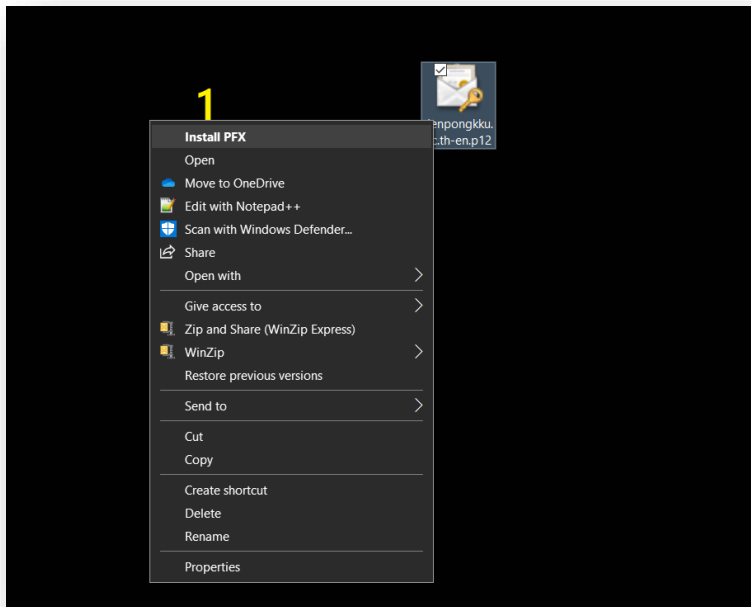 1
enpongkku.
c.th-en.p12
Install PFX
Open
Move to OneDrive
Edit with Notepad++
Scan with Windows Defender...
Share
Open with
Give access to
Zip and Share (WinZip Express)
WinZip
Restore previous versions
Send to
Cut
Copy
Create shortcut
Delete
Rename
Properties